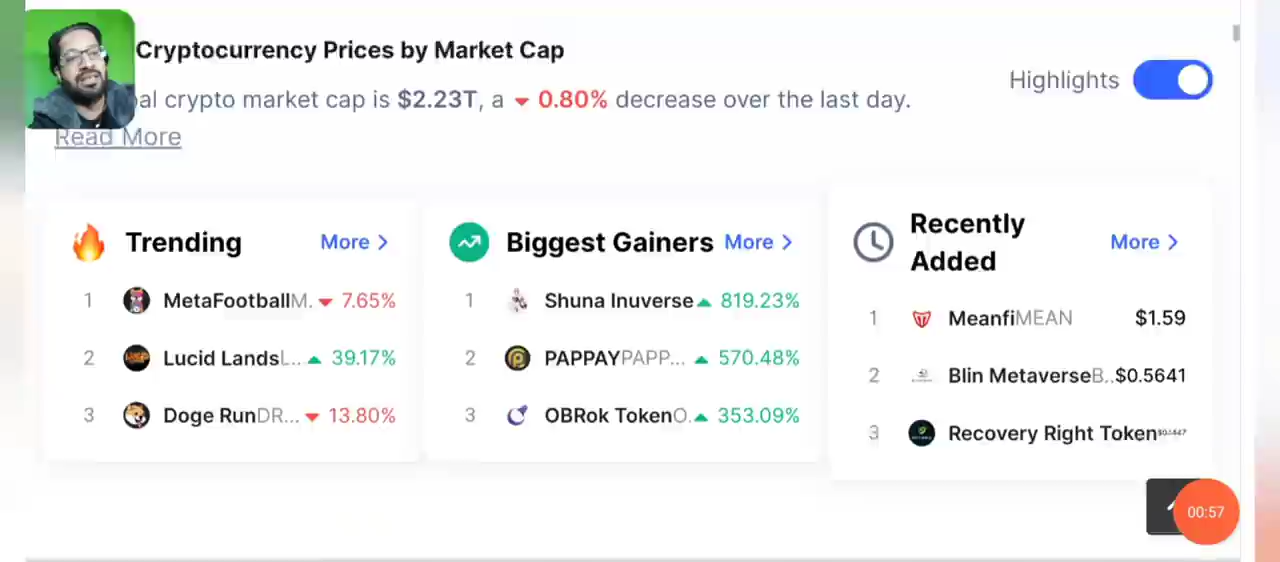 Cryptocurrency Prices by Market Cap
al crypto market cap is $2.23T, a ▼ 0.80% decrease over the last day.
Read More
Highlights
Trending
More >
1 MetaFootballM. ▼ 7.65%
2 Lucid LandsL... ▲ 39.17%
3 Doge RunDR... ▼ 13.80%
Biggest Gainers
More >
1 Shuna Inuverse ▲ 819.23%
2 PAPPAYPAPP... ▲ 570.48%
3 OBRok TokenO. ▲ 353.09%
Recently
Added
More >
1 MeanfiMEAN $1.59
2 Blin MetaverseB.. $0.5641
3 Recovery Right Token
00:57